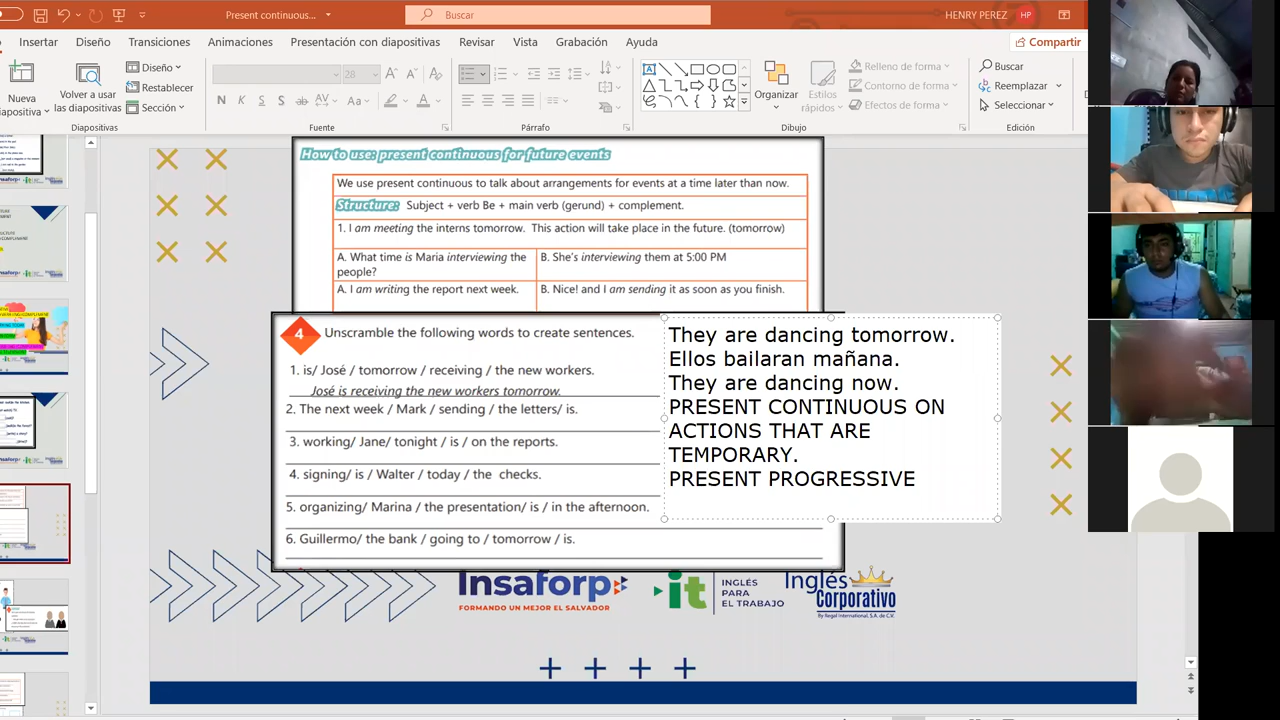 Present continuous...
Buscar
HENRY PEREZ
HP
Insertar
Diseño
Transiciones
Animaciones
Presentación con diapositivas
Revisar
Vista
Grabación
Ayuda
Compartir
Nueva
diapositiva
Volver a usar
las diapositivas
Diseño
Restablecer
Sección
Diapositivas
28
N
K
S
S
ab
AV
Aa
A
Fuente
Párrafo
Organizar
Estilos
rápidos
Relleno de forma
Contorno de forma
Efectos de forma
Dibujo
Buscar
Reemplazar
Seleccionar
Edición
How to use: present continuous for future events
We use present continuous to talk about arrangements for events at a time later than now.
Structure: Subject + verb Be + main verb (gerund) + complement.
1. I am meeting the interns tomorrow. This action will take place in the future. (tomorrow)
A. What time is Maria interviewing the people?
B. She's interviewing them at 5:00 PM
A. I am writing the report next week.
B. Nice! and I am sending it as soon as you finish.
4 Unscramble the following words to create sentences.
1. is/ José / tomorrow / receiving / the new workers.
José is receiving the new workers tomorrow.
2. The next week / Mark / sending / the letters/ is.
3. working/ Jane/ tonight / is / on the reports.
4. signing/ is / Walter / today / the checks.
5. organizing/ Marina / the presentation/ is / in the afternoon.
6. Guillermo/ the bank / going to / tomorrow / is.
They are dancing tomorrow.
Ellos bailaran mañana.
They are dancing now.
PRESENT CONTINUOUS ON
ACTIONS THAT ARE
TEMPORARY.
PRESENT PROGRESSIVE
Insaforp
FORMANDO UN MEJOR EL SALVADOR
it
INGLÉS
PARA
EL TRABAJO
Inglés
Corporativo
By Regal International, S.A. de C.V.